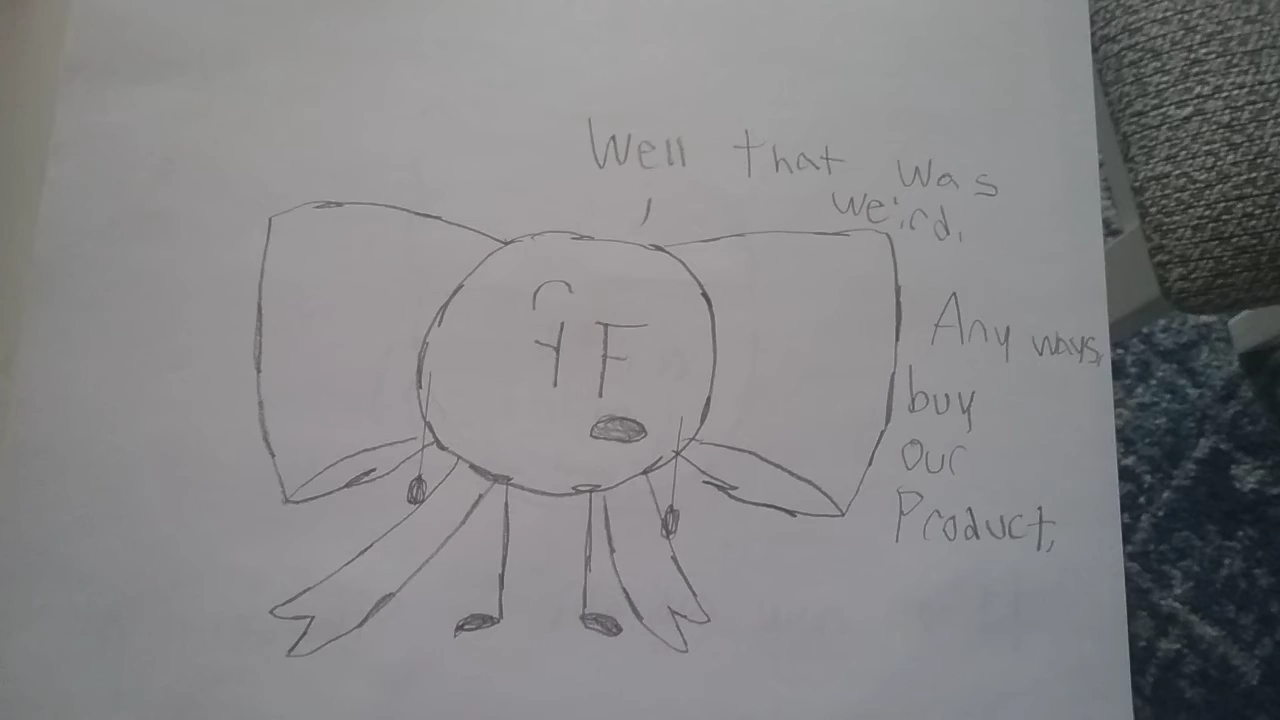 Well that was
weird.
Any ways,
buy
our
Product,